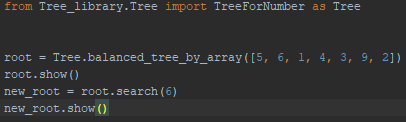 from Tree_library.Tree import TreeForNumber as Tree
root = Tree.balanced_tree_by_array([5, 6, 1, 4, 3, 9, 2])
root.show()
new_root = root.search(6)
new_root.show()